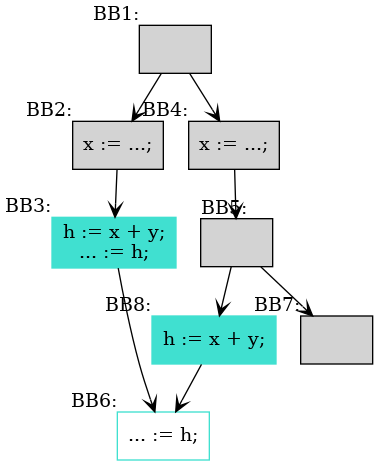 BB1:
BB2:
x := ...;
BB4:
x := ...;
BB3:
h := x + y;
... := h;
BB5:
BB8:
h := x + y;
BB7:
BB6:
... := h;